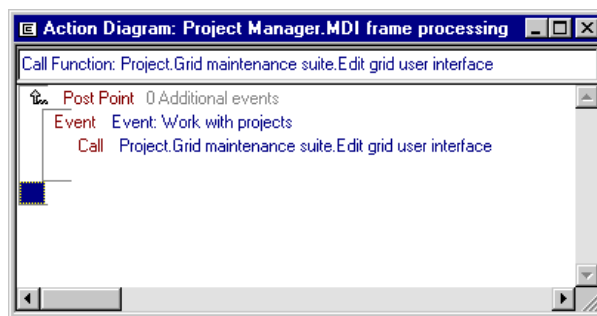 Action Diagram: Project Manager.MDI frame processing
Call Function: Project.Grid maintenance suite.Edit grid user interface
Post Point 0 Additional events
Event Event: Work with projects
Call Project.Grid maintenance suite.Edit grid user interface